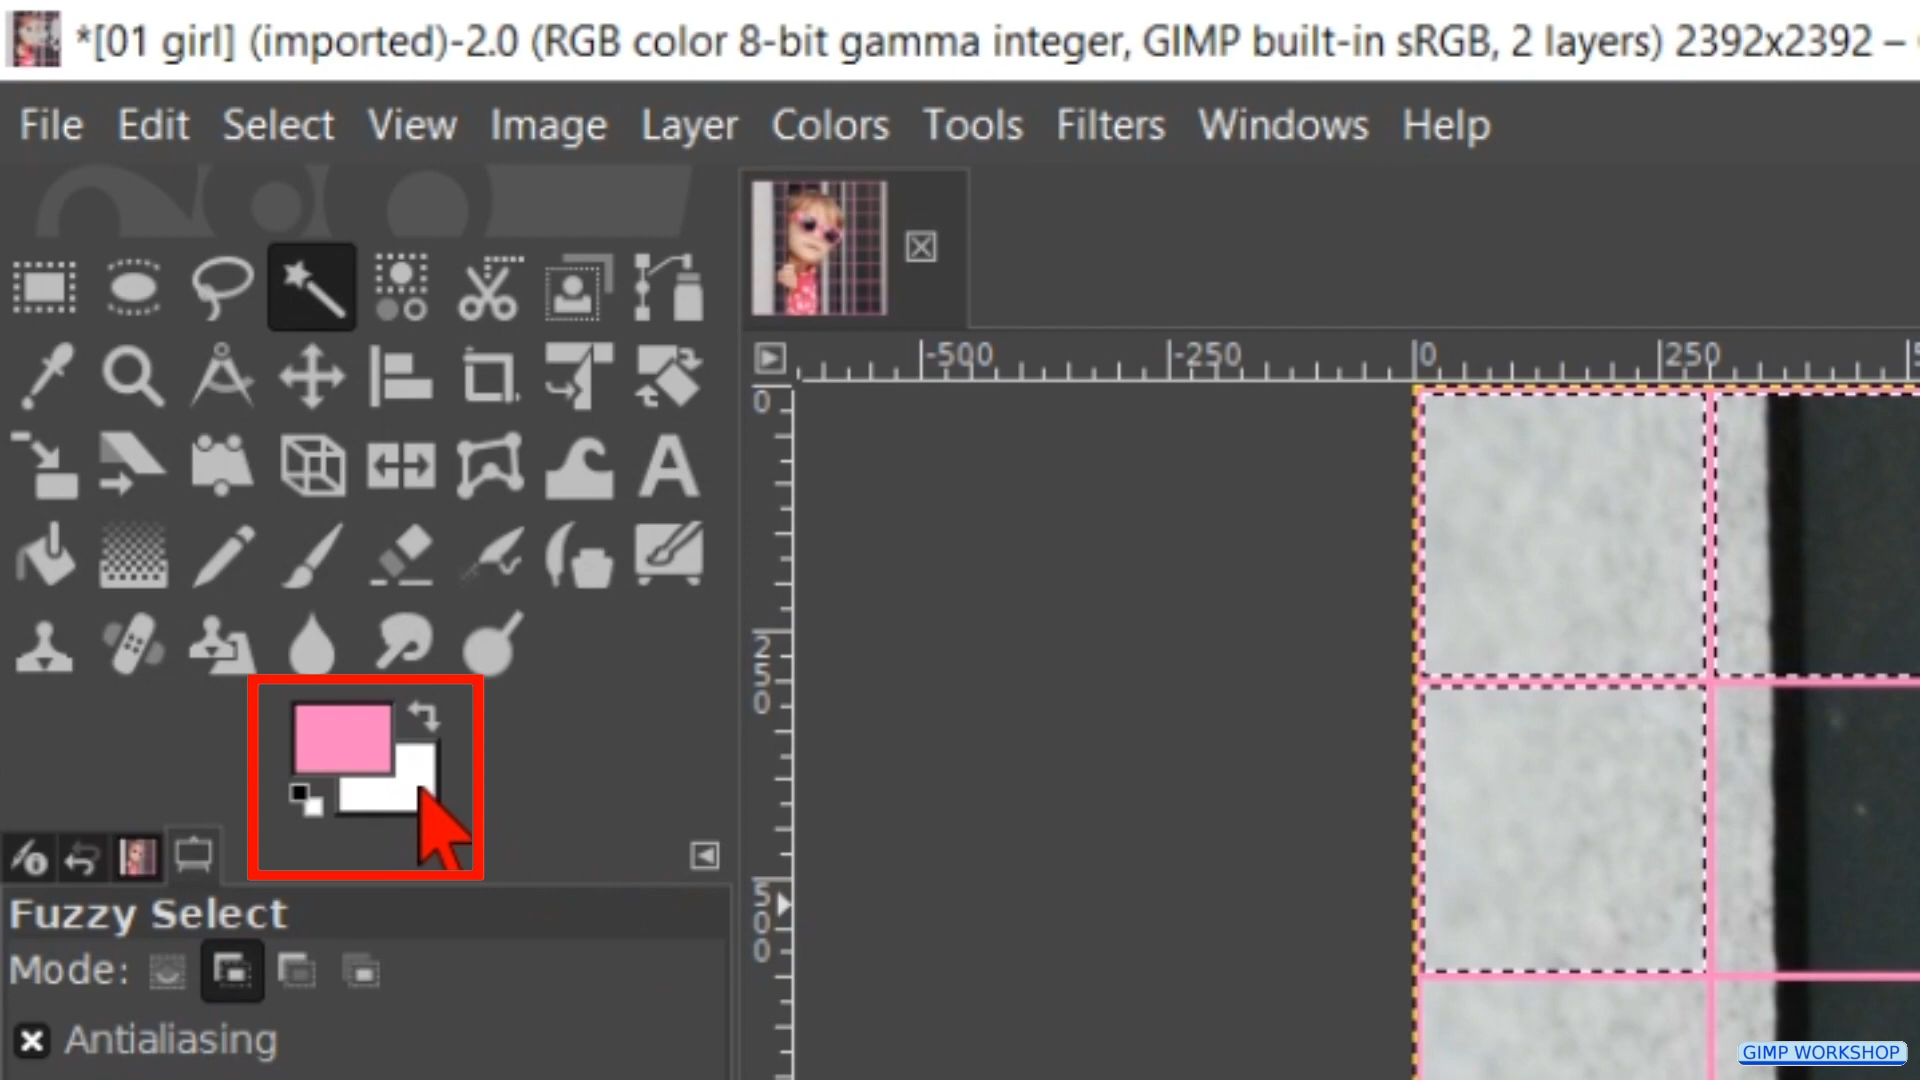 *[01 girl] (imported)-2.0 (RGB color 8-bit gamma integer, GIMP built-in sRGB, 2 layers) 2392x2392 –
File Edit Select View Image Layer Colors Tools Filters Windows Help
-500 -250 0 250 5
0
250
500
Fuzzy Select
Mode:
Antialiasing
GIMP WORKSHOP